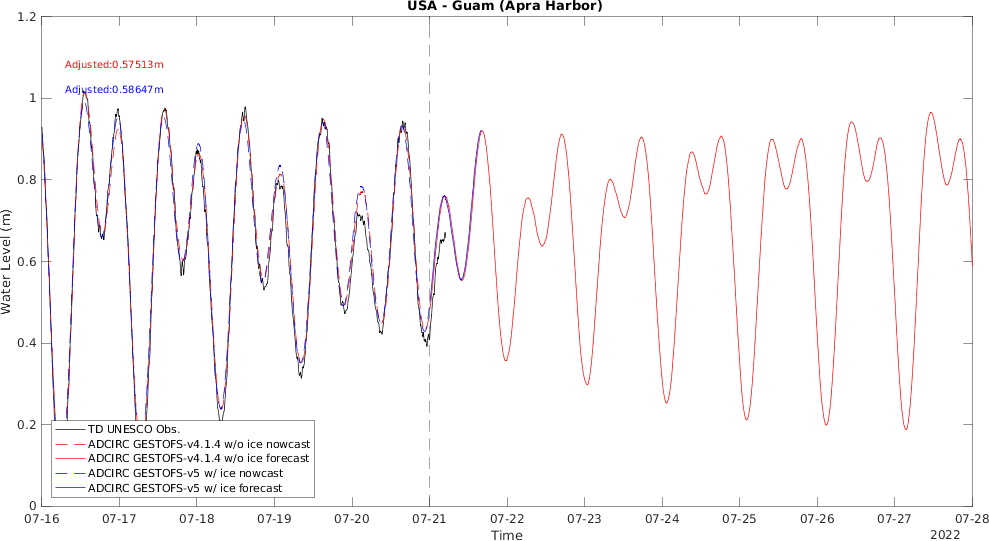 USA - Guam (Apra Harbor)
1.2
1
0.8
0.6
0.4
0.2
0
Water Level (m)
Adjusted:0.57513m
Adjusted:0.58647m
TD UNESCO Obs.
ADCIRC GESTOFS-v4.1.4 w/o ice nowcast
ADCIRC GESTOFS-v4.1.4 w/o ice forecast
ADCIRC GESTOFS-v5 w/ ice nowcast
ADCIRC GESTOFS-v5 w/ ice forecast
07-16 07-17 07-18 07-19 07-20 07-21 07-22 07-23 07-24 07-25 07-26 07-27 07-28
Time
2022